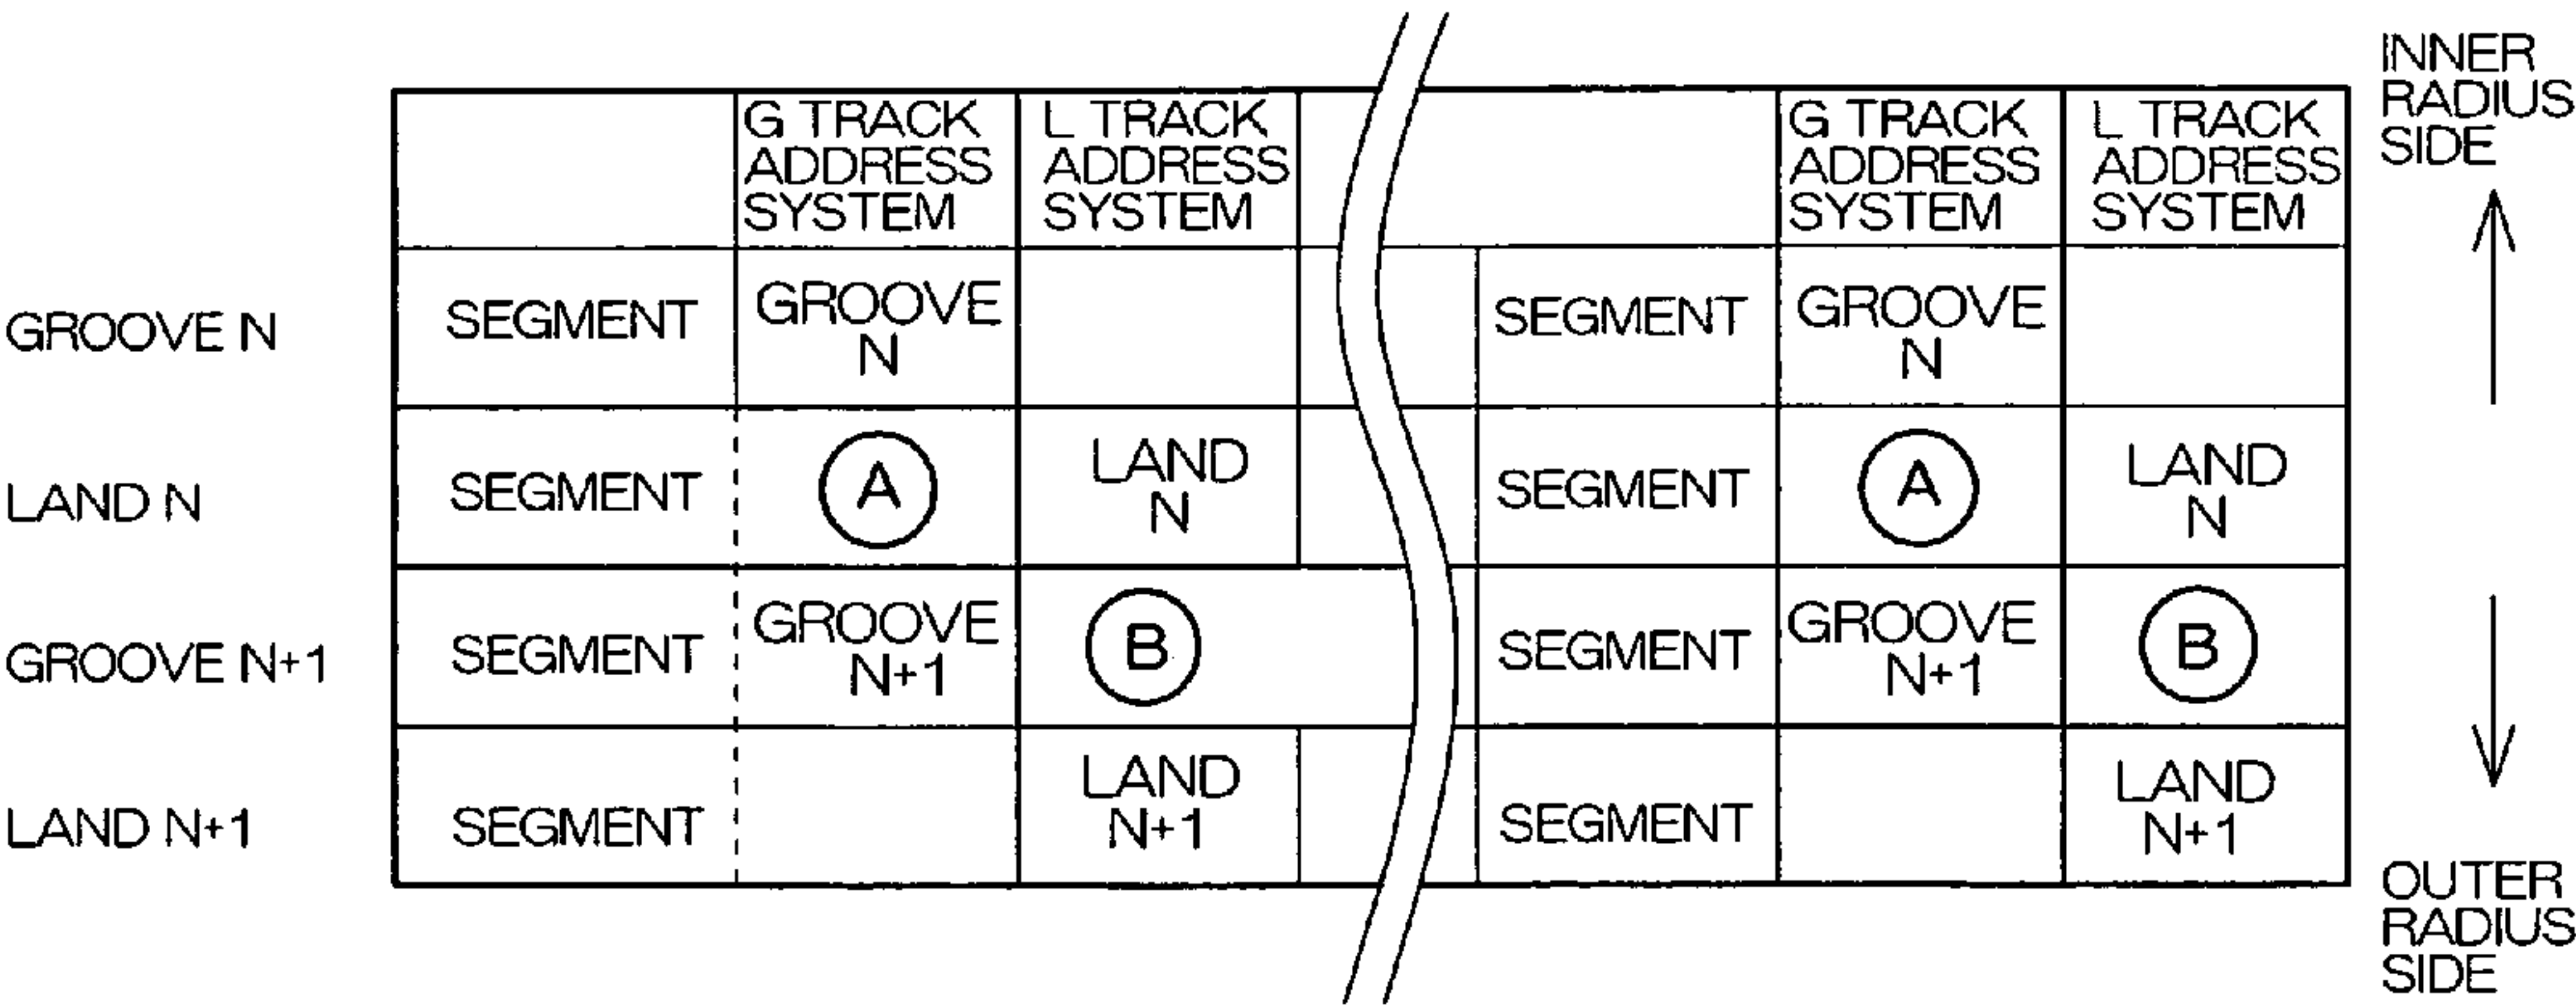 INNER
RADIUS
SIDE
G TRACK
ADDRESS
SYSTEM
L TRACK
ADDRESS
SYSTEM
G TRACK
ADDRESS
SYSTEM
L TRACK
ADDRESS
SYSTEM
GROOVE N
SEGMENT
GROOVE
N
SEGMENT
GROOVE
N
LAND N
SEGMENT
A
LAND
N
SEGMENT
A
LAND
N
GROOVE N+1
SEGMENT
GROOVE
N+1
B
SEGMENT
GROOVE
N+1
B
LAND N+1
SEGMENT
LAND
N+1
SEGMENT
LAND
N+1
OUTER
RADIUS
SIDE